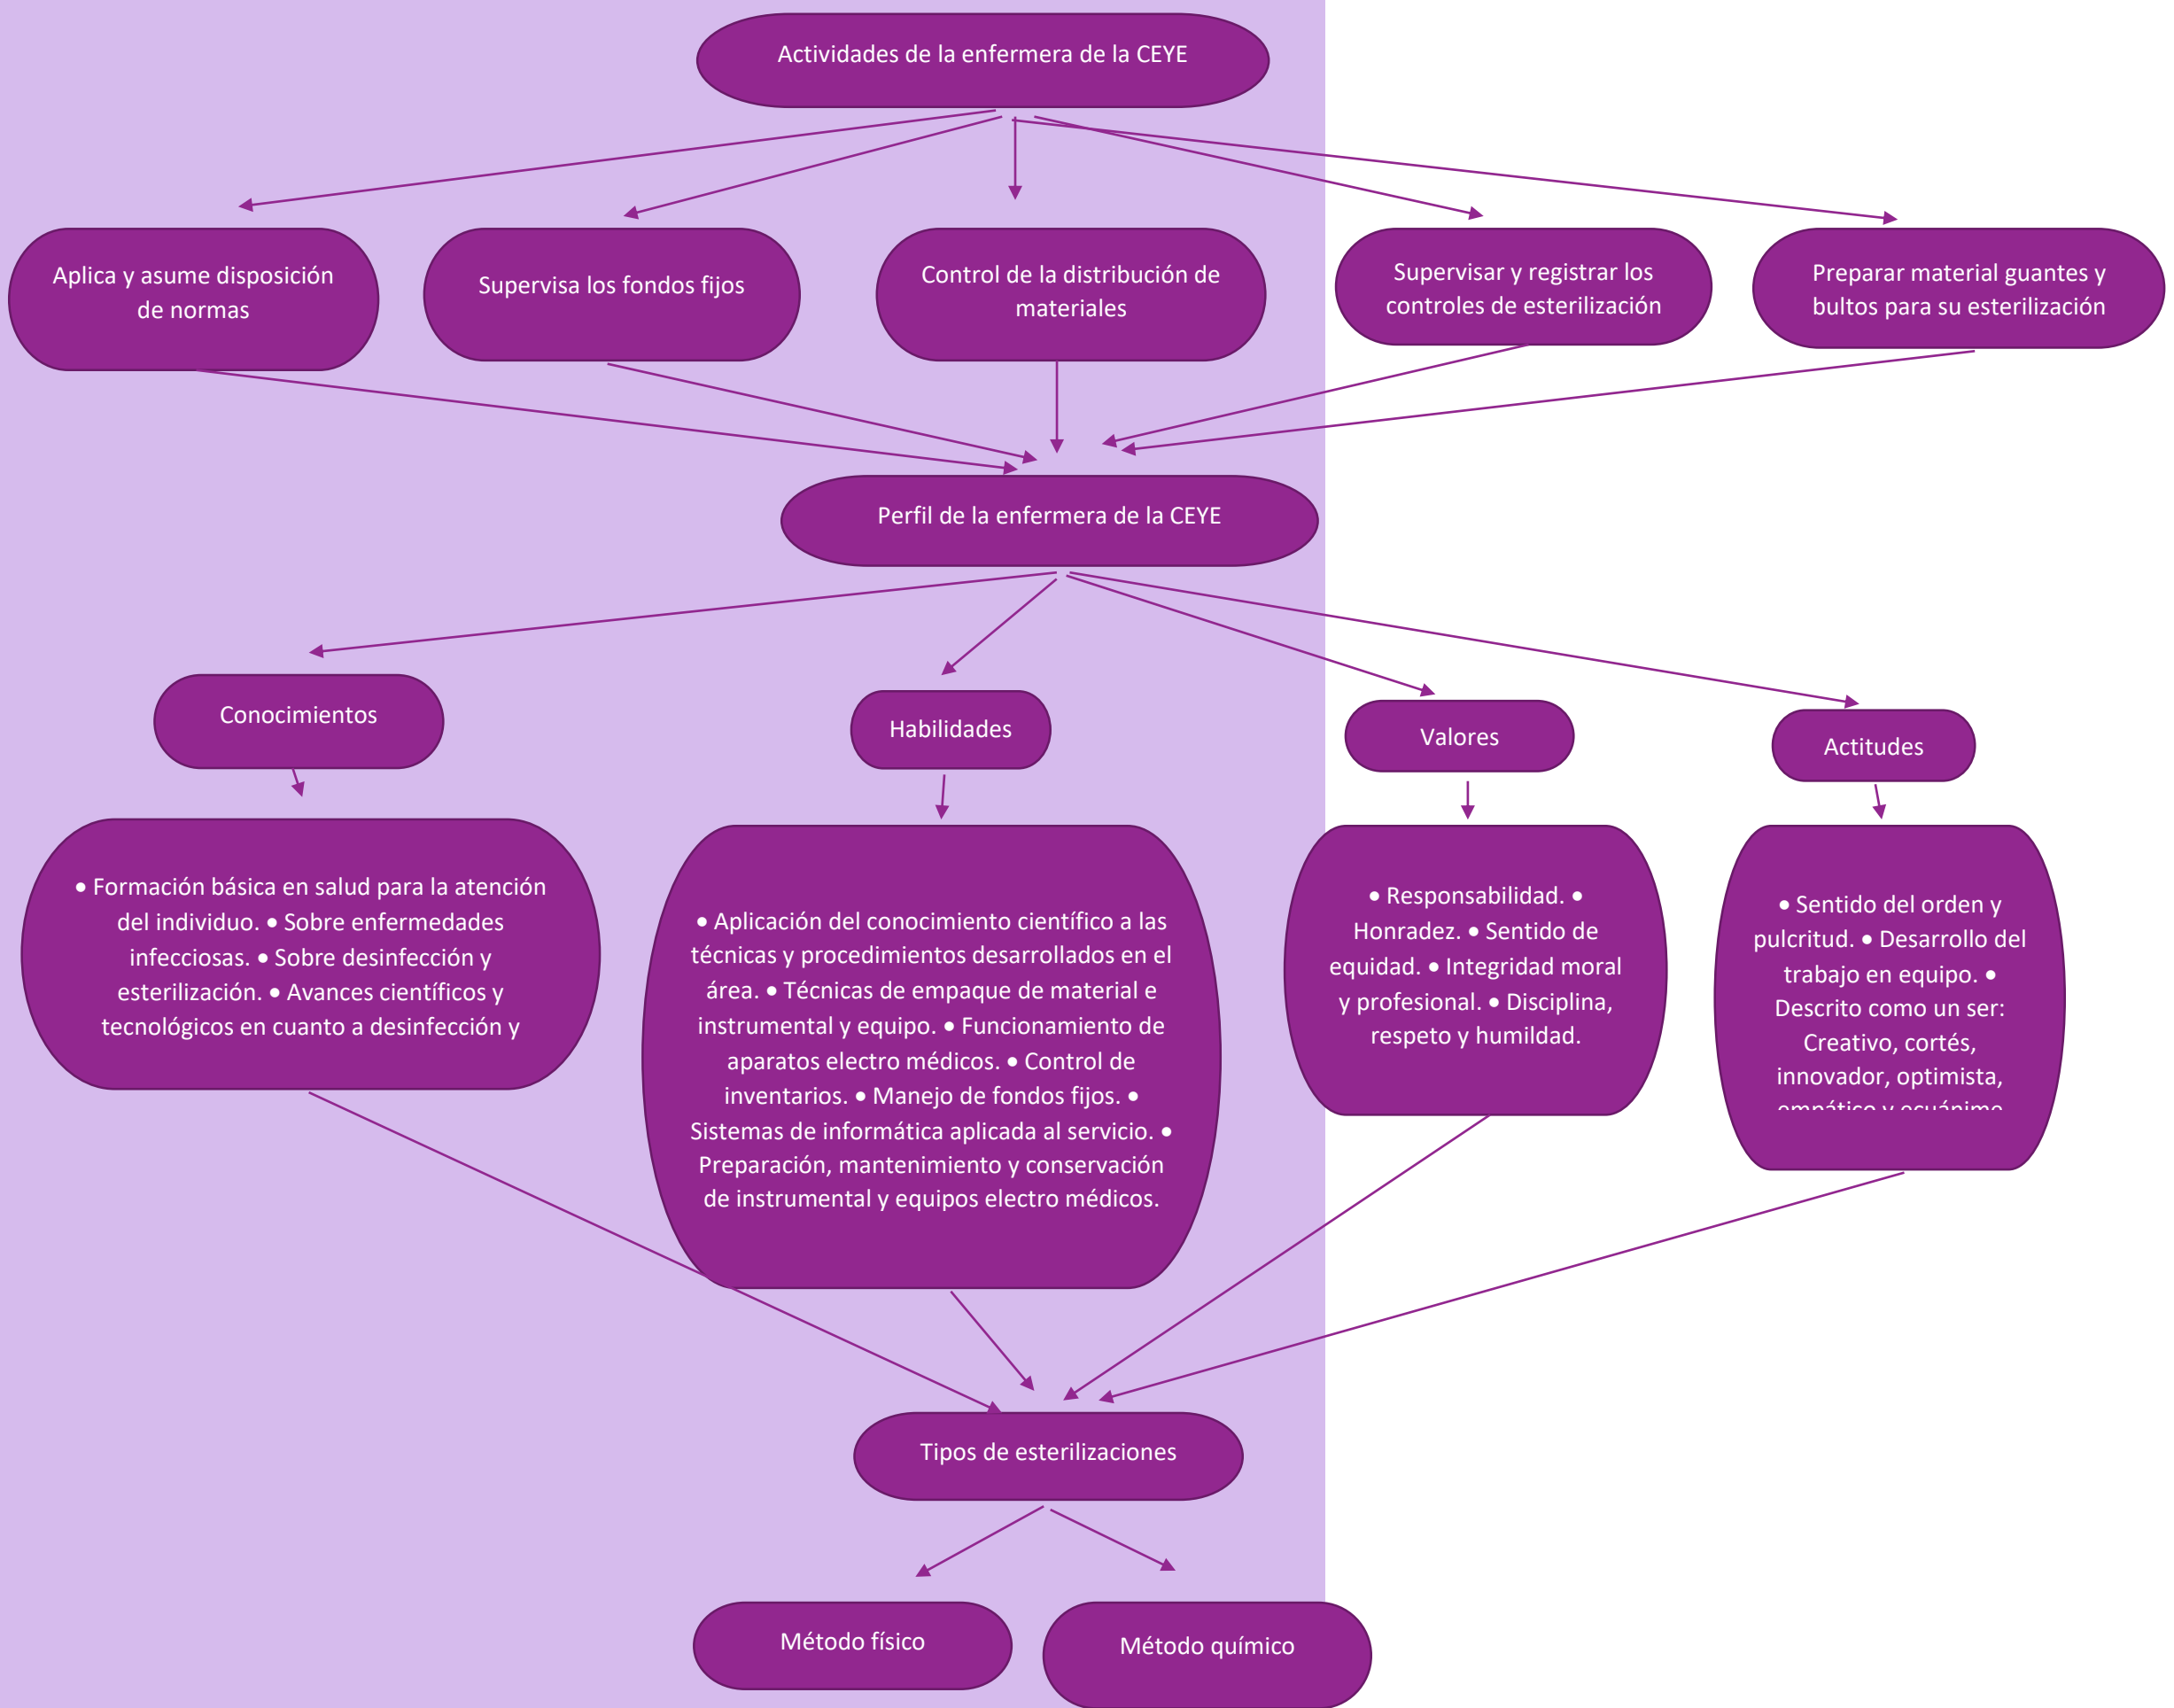 Actividades de la enfermera de la CEYE
Aplica y asume disposición
de normas
Supervisa los fondos fijos
Control de la distribución de
materiales
Supervisar y registrar los
controles de esterilización
Preparar material guantes y
bultos para su esterilización
Perfil de la enfermera de la CEYE
Conocimientos
Habilidades
Valores
Actitudes
• Formación básica en salud para la atención
del individuo. • Sobre enfermedades
infecciosas. • Sobre desinfección y
esterilización. • Avances científicos y
tecnológicos en cuanto a desinfección y
• Aplicación del conocimiento científico a las
técnicas y procedimientos desarrollados en el
área. • Técnicas de empaque de material e
instrumental y equipo. • Funcionamiento de
aparatos electro médicos. • Control de
inventarios. • Manejo de fondos fijos. •
Sistemas de informática aplicada al servicio. •
Preparación, mantenimiento y conservación
de instrumental y equipos electro médicos.
• Responsabilidad. •
Honradez. • Sentido de
equidad. • Integridad moral
y profesional. • Disciplina,
respeto y humildad.
• Sentido del orden y
pulcritud. • Desarrollo del
trabajo en equipo. •
Descrito como un ser:
Creativo, cortés,
innovador, optimista,
empático y ecuánime
Tipos de esterilizaciones
Método físico
Método químico